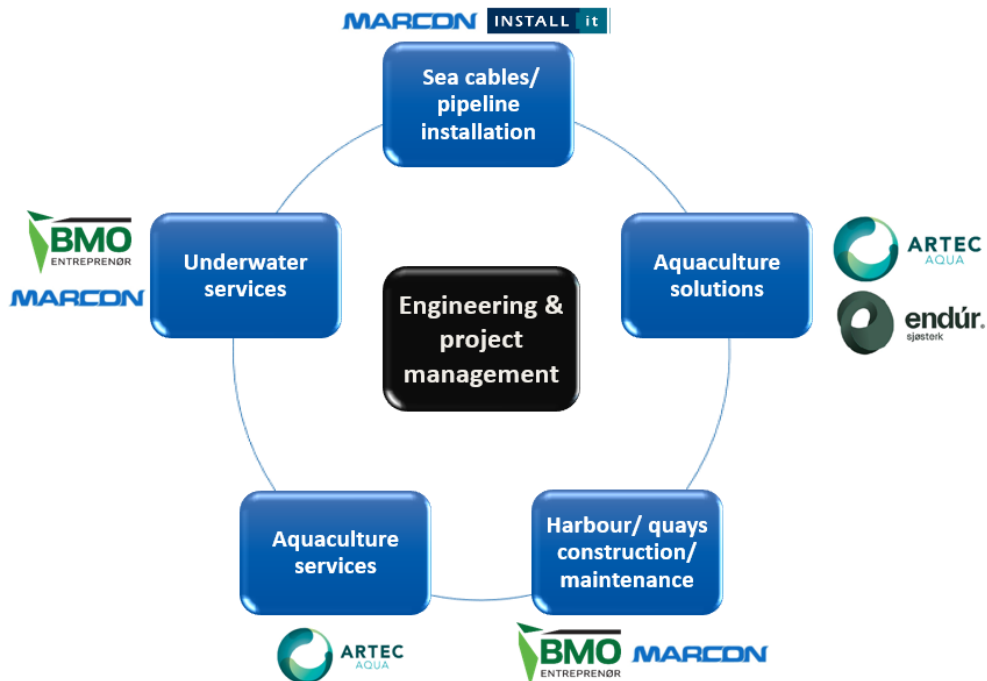 MARCON INSTALL it
Sea cables/
pipeline
installation
BMO
ENTREPRENØR
MARCON
Underwater
services
Aquaculture
solutions
ARTEC
AQUA
endúr.
sjøsterk
Engineering &
project
management
Aquaculture
services
Harbour/ quays
construction/
maintenance
ARTEC
AQUA
BMO
ENTREPRENØR
MARCON